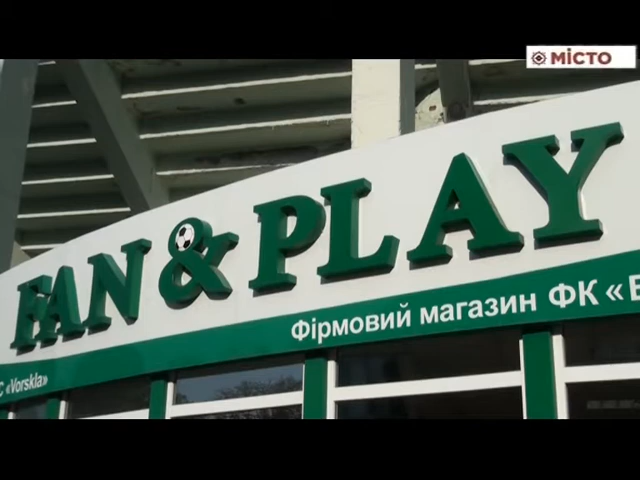 МІСТО
FAN & PLAY
Фірмовий магазин ФК «
C «Vorskla»